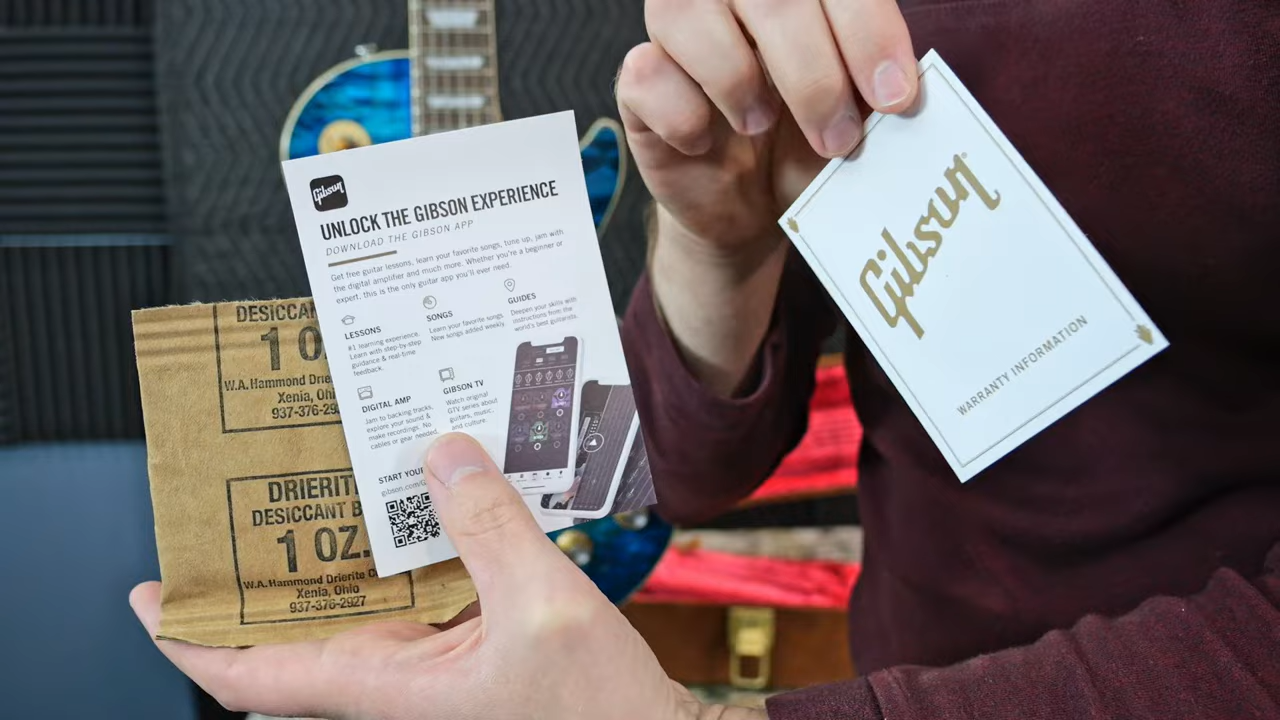 DESICCAN
1 O
W.A.Hammond Drie
Xenia, Ohi
937-376-29
DRIERIT
DESICCANT B
1 OZ.
W.A.Hammond Drierite C
Xenia, Ohio
937-376-2927
Gibson
UNLOCK THE GIBSON EXPERIENCE
DOWNLOAD THE GIBSON APP
Get free guitar lessons, learn your favorite songs, tune up, jam with
the digital amplifier and much more. Whether you're a beginner or
expert, this is the only guitar app you'll ever need.
LESSONS
#1 learning experience.
Learn with step-by-step
guidance & real-time
feedback.
SONGS
Learn your favorite songs.
New songs added weekly.
GUIDES
Deepen your skills with
instructions from the
world's best guitarists.
DIGITAL AMP
Jam to backing tracks,
explore your sound &
make recordings. No
cables or gear needed.
GIBSON TV
Watch original
GTV series about
guitars, music,
and culture.
START YOUR
gibson.com/G
Gibson
WARRANTY INFORMATION